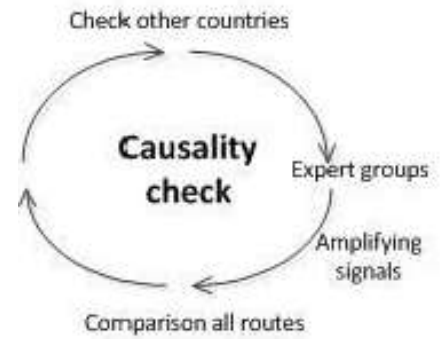 Check other countries
Causality
check
Expert groups
Amplifying
signals
Comparison all routes